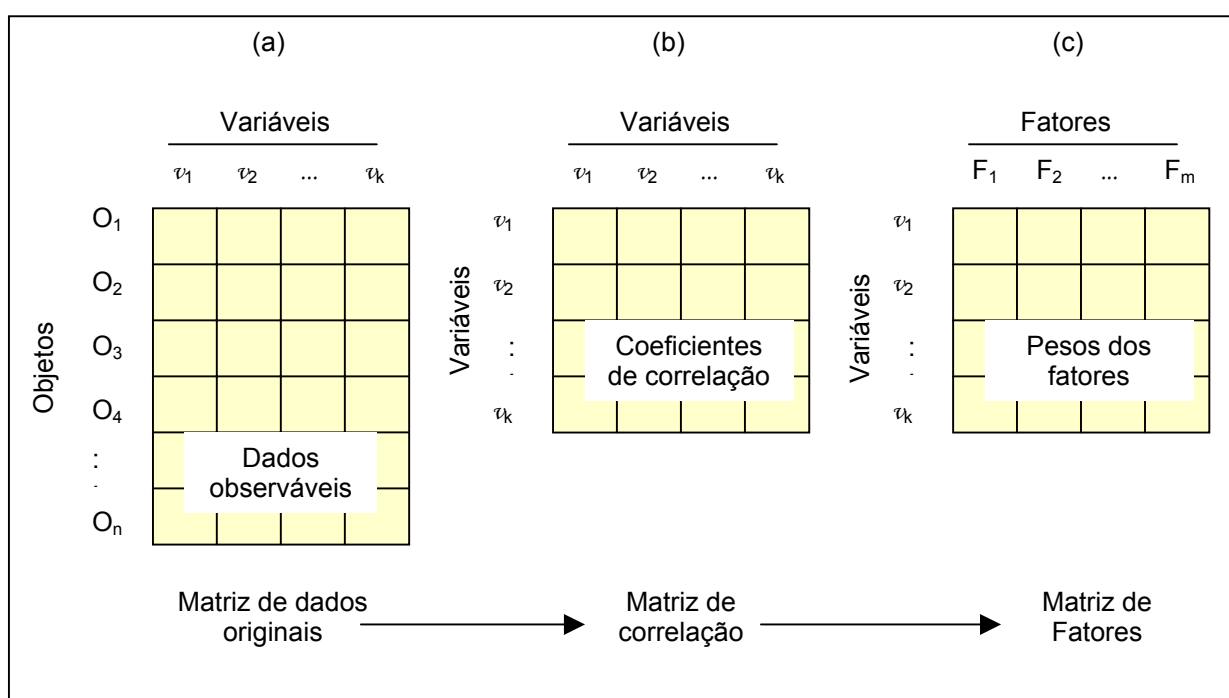 (a) (b) (c)
Variáveis Variáveis Fatores
v1 v2 ... vk v1 v2 ... vk F1 F2 ... Fm
O1 v1 v1
O2 v2 v2
O3 : :
O4 vk vk
:
.
On
Objetos
Variáveis
Variáveis
Dados
observáveis
Coeficientes
de correlação
Pesos dos
fatores
Matriz de dados
originais
Matriz de
correlação
Matriz de
Fatores